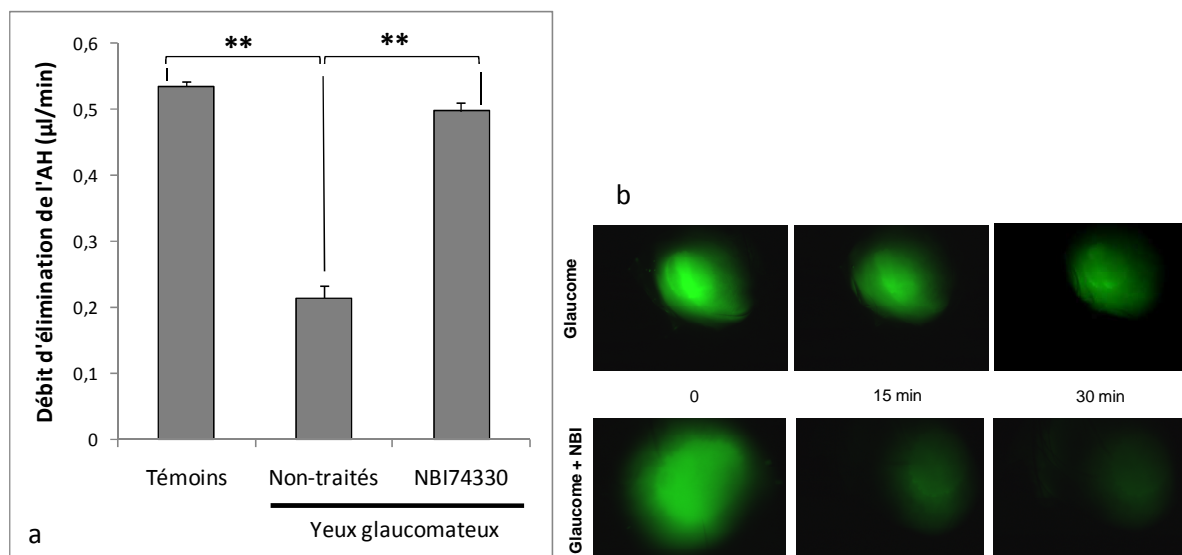 Débit d'élimination de l'AH (µl/min)
0,6
0,5
0,4
0,3
0,2
0,1
0
**
**
Témoins
Non-traités
NBI74330
Yeux glaucomateux
a
b
Glaucome
0
15 min
30 min
Glaucome + NBI